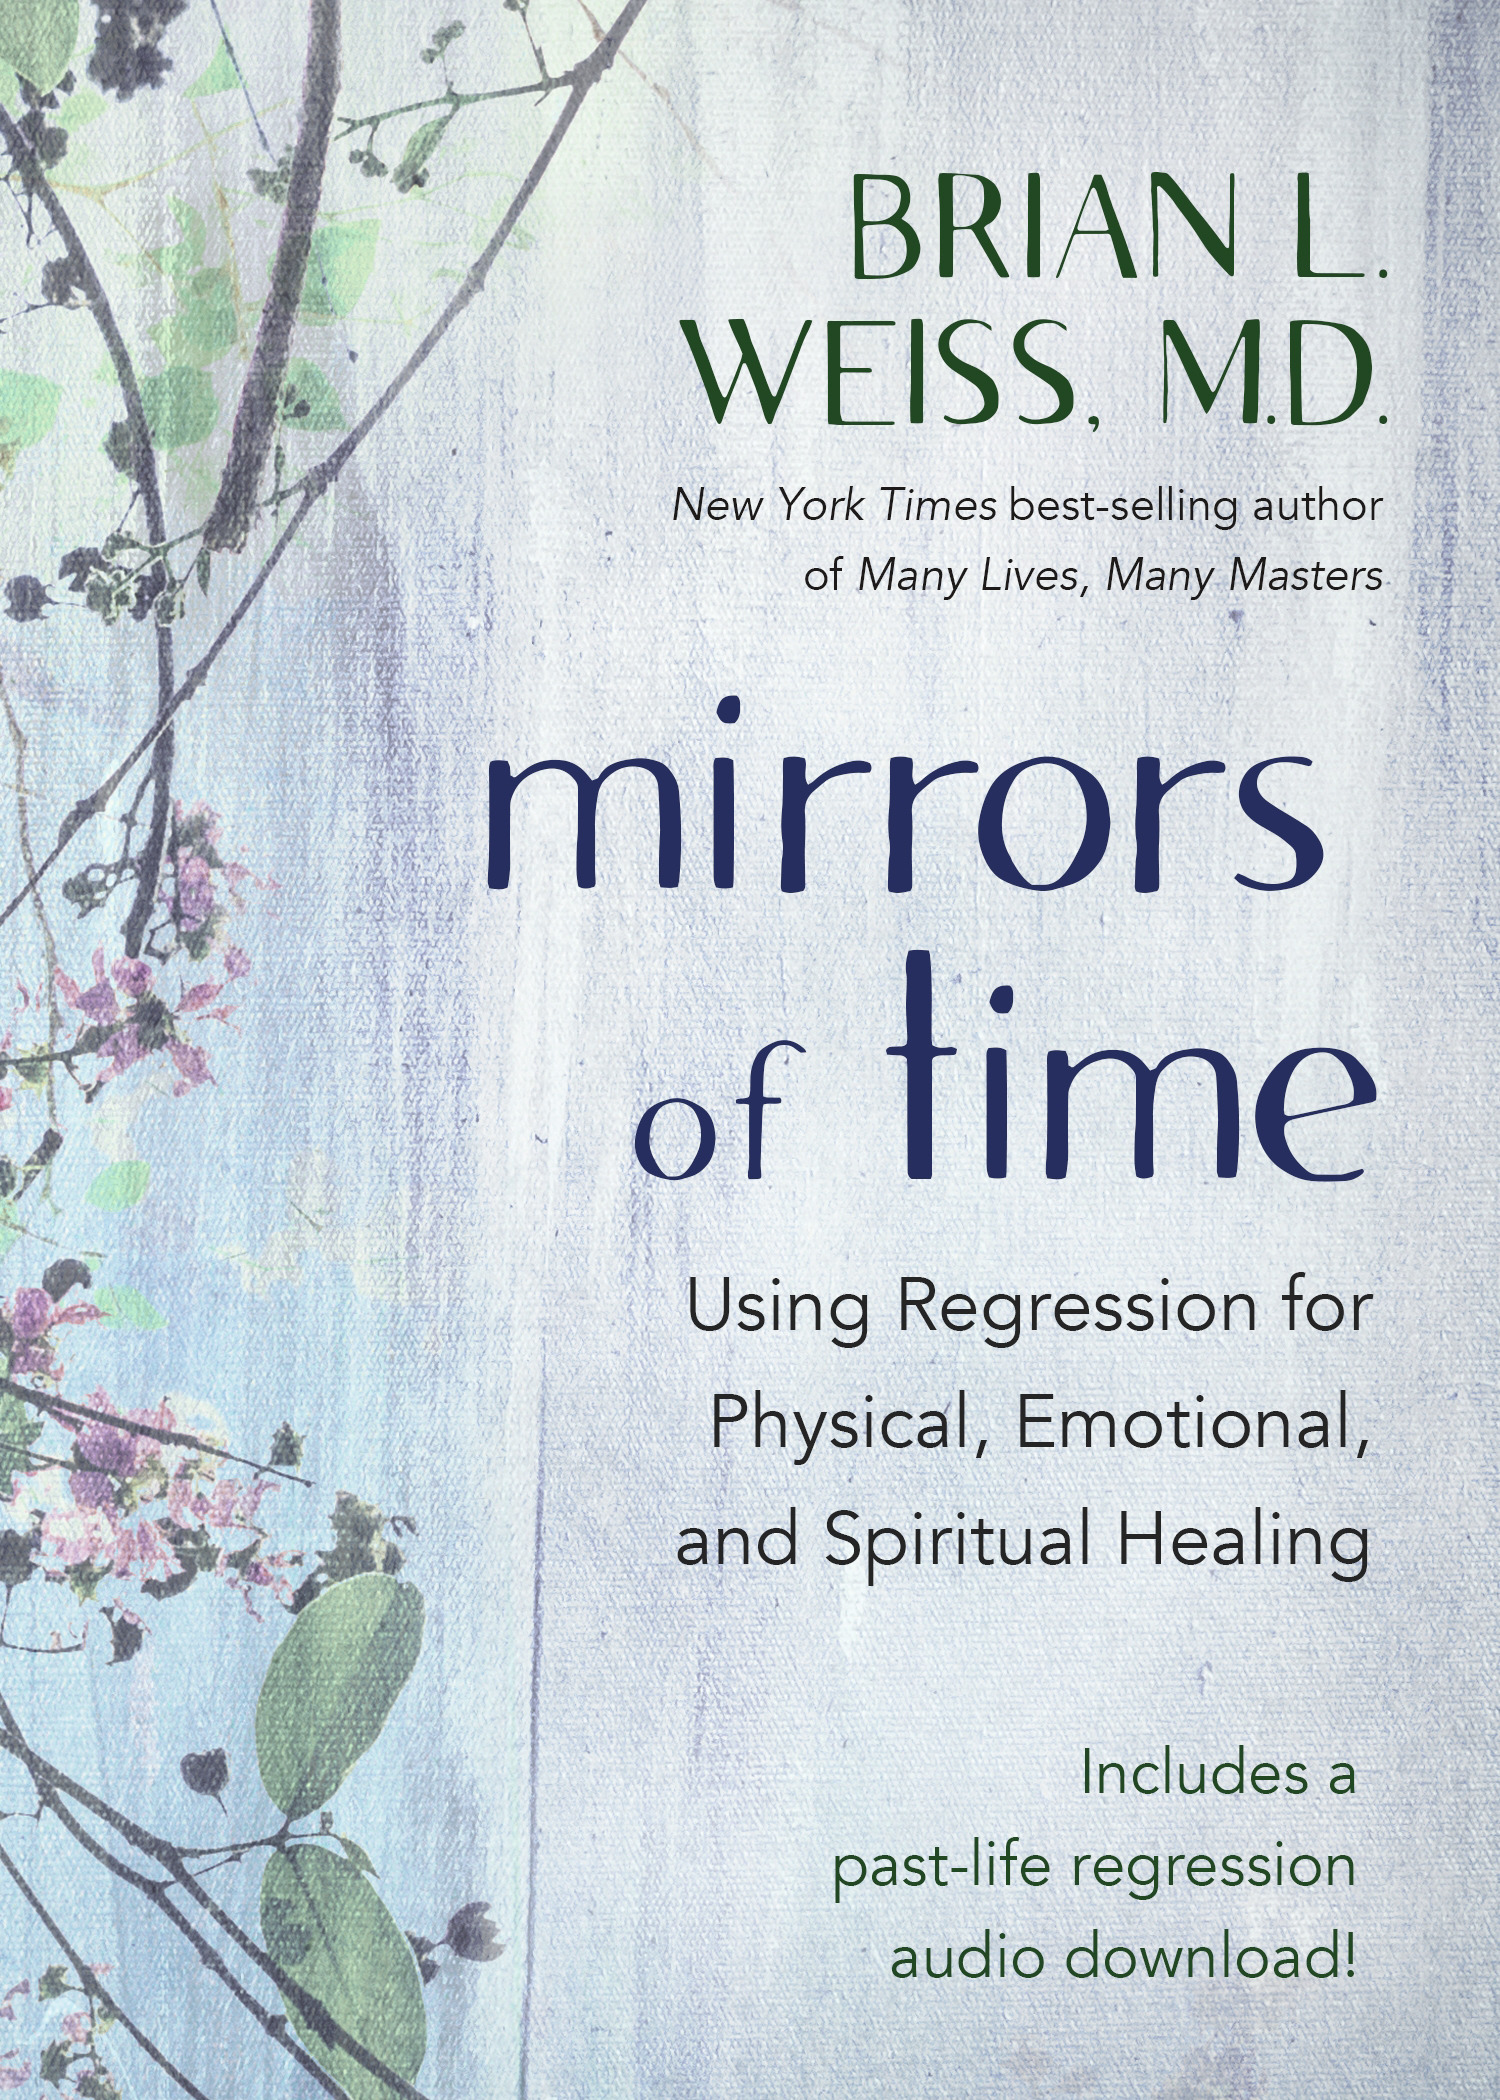 BRIAN L.
WEISS, M.D.
New York Times best-selling author
of Many Lives, Many Masters
mirrors
of time
Using Regression for
Physical, Emotional,
and Spiritual Healing
Includes a
past-life regression
audio download!